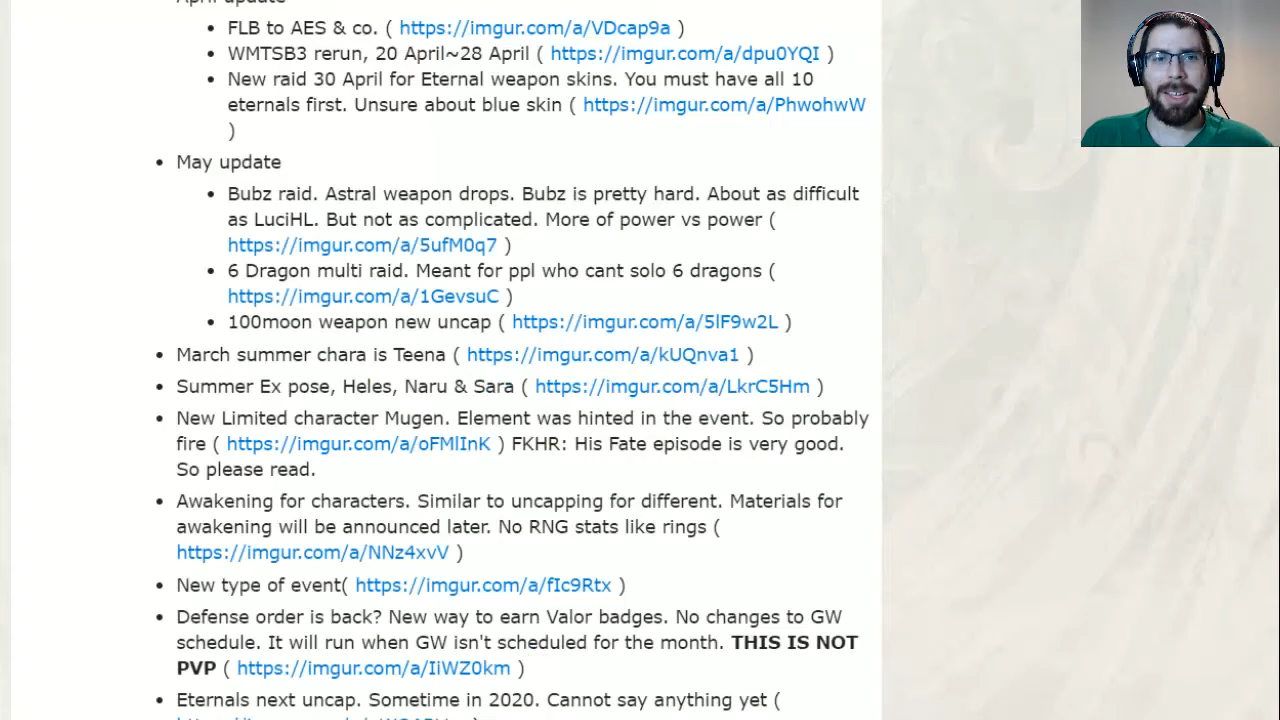 FLB to AES & co. ( https://imgur.com/a/VDcap9a )
WMTSB3 rerun, 20 April~28 April ( https://imgur.com/a/dpu0YQI )
New raid 30 April for Eternal weapon skins. You must have all 10
eternals first. Unsure about blue skin ( https://imgur.com/a/PhwohwW
)
May update
Bubz raid. Astral weapon drops. Bubz is pretty hard. About as difficult
as LuciHL. But not as complicated. More of power vs power (
https://imgur.com/a/5ufM0q7 )
6 Dragon multi raid. Meant for ppl who cant solo 6 dragons (
https://imgur.com/a/1GevsuC )
100moon weapon new uncap ( https://imgur.com/a/5lF9w2L )
March summer chara is Teena ( https://imgur.com/a/kUQnva1 )
Summer Ex pose, Heles, Naru & Sara ( https://imgur.com/a/LkrC5Hm )
New Limited character Mugen. Element was hinted in the event. So probably
fire ( https://imgur.com/a/oFMlInK ) FKHR: His Fate episode is very good.
So please read.
Awakening for characters. Similar to uncapping for different. Materials for
awakening will be announced later. No RNG stats like rings (
https://imgur.com/a/NNz4xvV )
New type of event( https://imgur.com/a/fIc9Rtx )
Defense order is back? New way to earn Valor badges. No changes to GW
schedule. It will run when GW isn't scheduled for the month. THIS IS NOT
PVP ( https://imgur.com/a/IiWZ0km )
Eternals next uncap. Sometime in 2020. Cannot say anything yet (